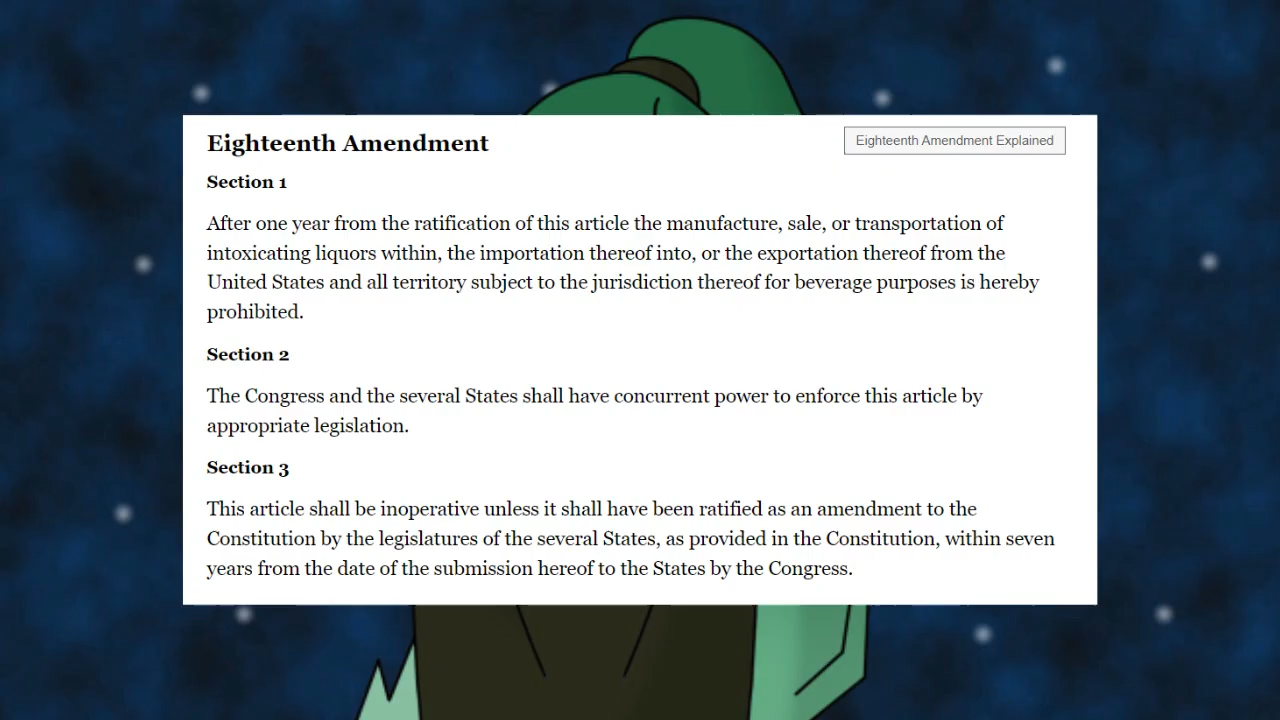 Eighteenth Amendment
Eighteenth Amendment Explained
Section 1
After one year from the ratification of this article the manufacture, sale, or transportation of
intoxicating liquors within, the importation thereof into, or the exportation thereof from the
United States and all territory subject to the jurisdiction thereof for beverage purposes is hereby
prohibited.
Section 2
The Congress and the several States shall have concurrent power to enforce this article by
appropriate legislation.
Section 3
This article shall be inoperative unless it shall have been ratified as an amendment to the
Constitution by the legislatures of the several States, as provided in the Constitution, within seven
years from the date of the submission hereof to the States by the Congress.